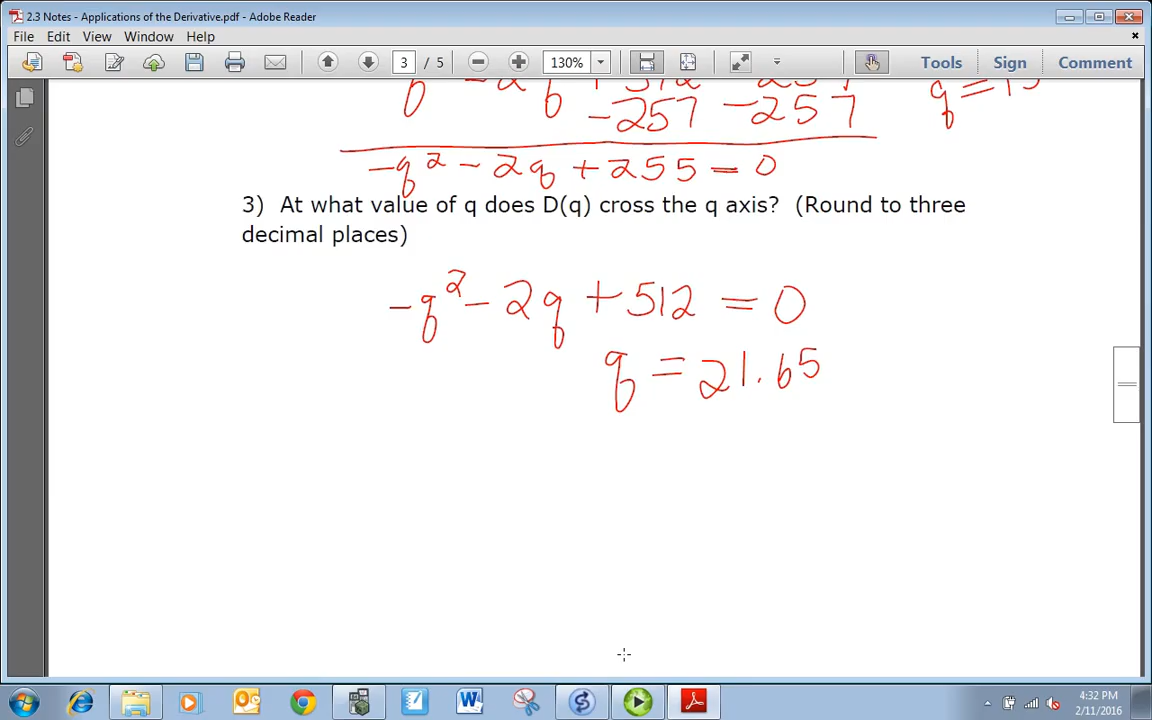 2.3 Notes - Applications of the Derivative.pdf - Adobe Reader
File Edit View Window Help
3 / 5 130% Tools Sign Comment
-257 -257
-q² - 2q + 255 = 0
3) At what value of q does D(q) cross the q axis? (Round to three
decimal places)
-q² - 2q + 512 = 0
q = 21.65
4:32 PM
2/11/2016